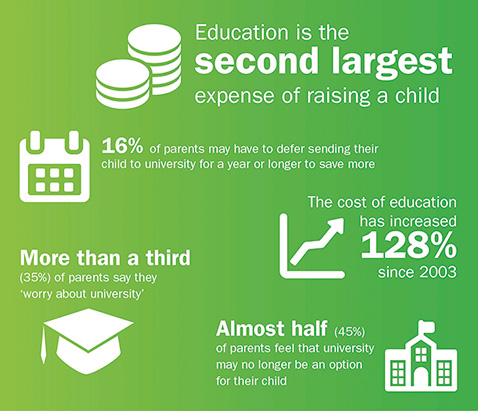 Education is the
second largest
expense of raising a child
16% of parents may have to defer sending their
child to university for a year or longer to save more
The cost of education
has increased
128%
since 2003
More than a third
(35%) of parents say they
'worry about university'
Almost half (45%)
of parents feel that university
may no longer be an option
for their child